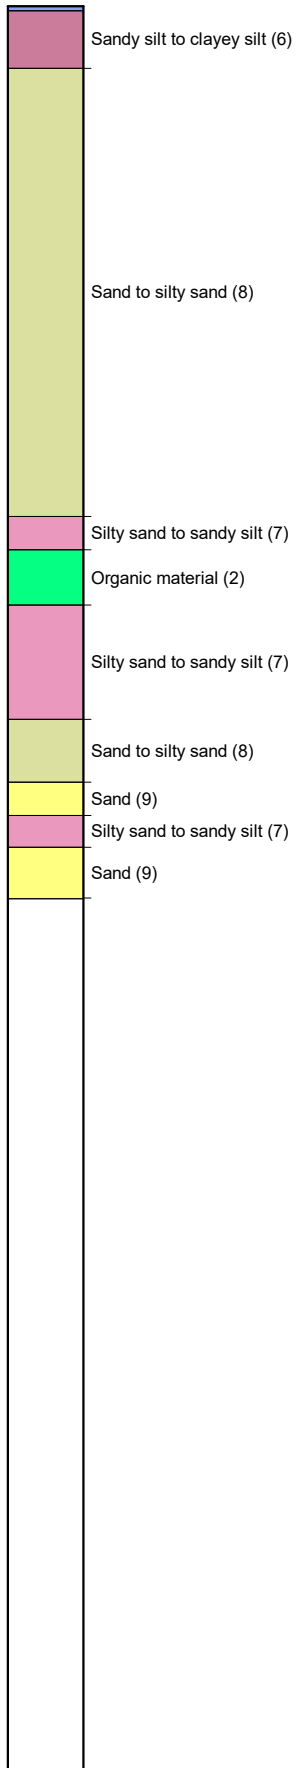 Sandy silt to clayey silt (6)
Sand to silty sand (8)
Silty sand to sandy silt (7)
Organic material (2)
Silty sand to sandy silt (7)
Sand to silty sand (8)
Sand (9)
Silty sand to sandy silt (7)
Sand (9)